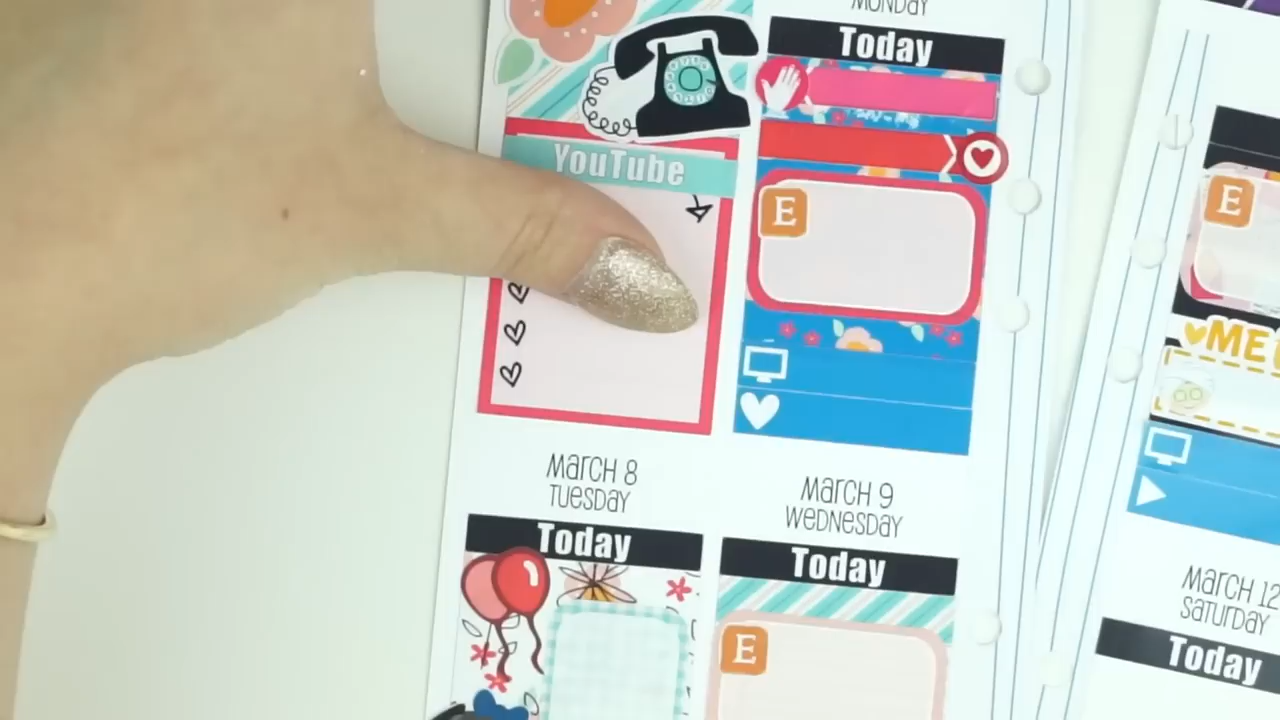 MONDAY
Today
YouTube
E
E
ME
March 8
Tuesday
Today
March 9
Wednesday
Today
E
March 12
Saturday
Today